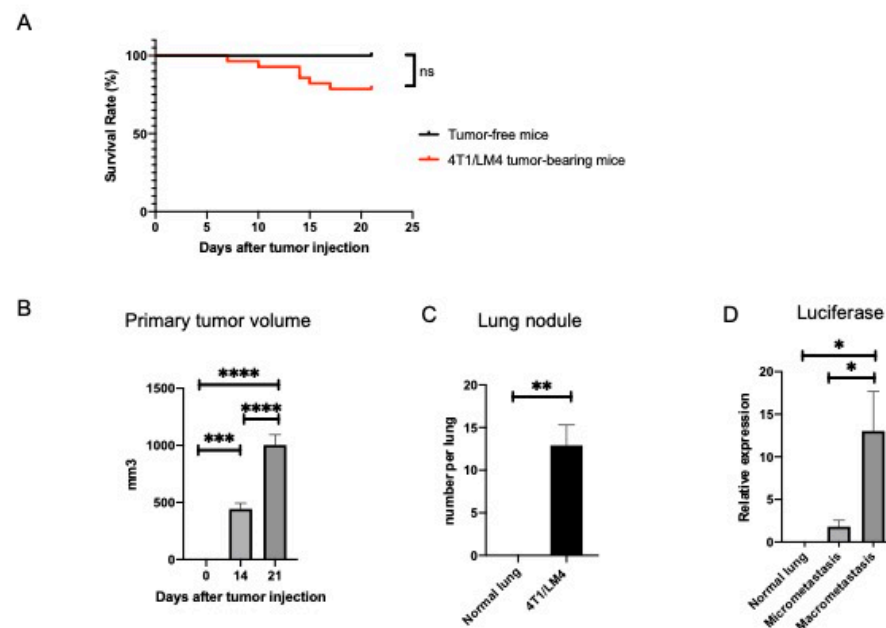 A
Survival Rate (%)
100
50
0
0 5 10 15 20 25
Days after tumor injection
ns
Tumor-free mice
4T1/LM4 tumor-bearing mice
B
Primary tumor volume
mm3
1500
1000
500
0
****
****
***
0 14 21
Days after tumor injection
C
Lung nodule
number per lung
20
15
10
5
0
**
Normal lung
4T1/LM4
D
Luciferase
Relative expression
20
15
10
5
0
*
*
Normal lung
Micrometastasis
Macrometastasis